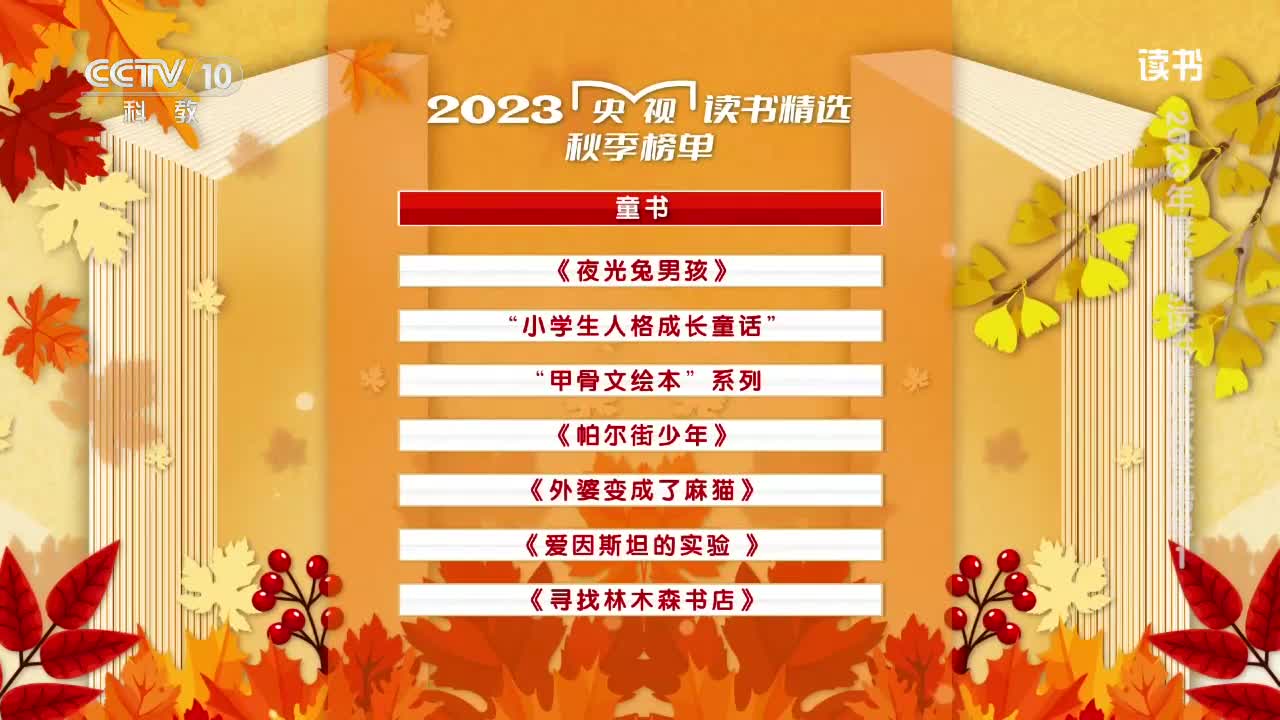 CCTV 10
科教
读书
2023 央视 读书精选
秋季榜单
童书
《夜光兔男孩》
“小学生人格成长童话”
“甲骨文绘本”系列
《帕尔街少年》
《外婆变成了麻猫》
《爱因斯坦的实验 》
《寻找林木森书店》
2023年